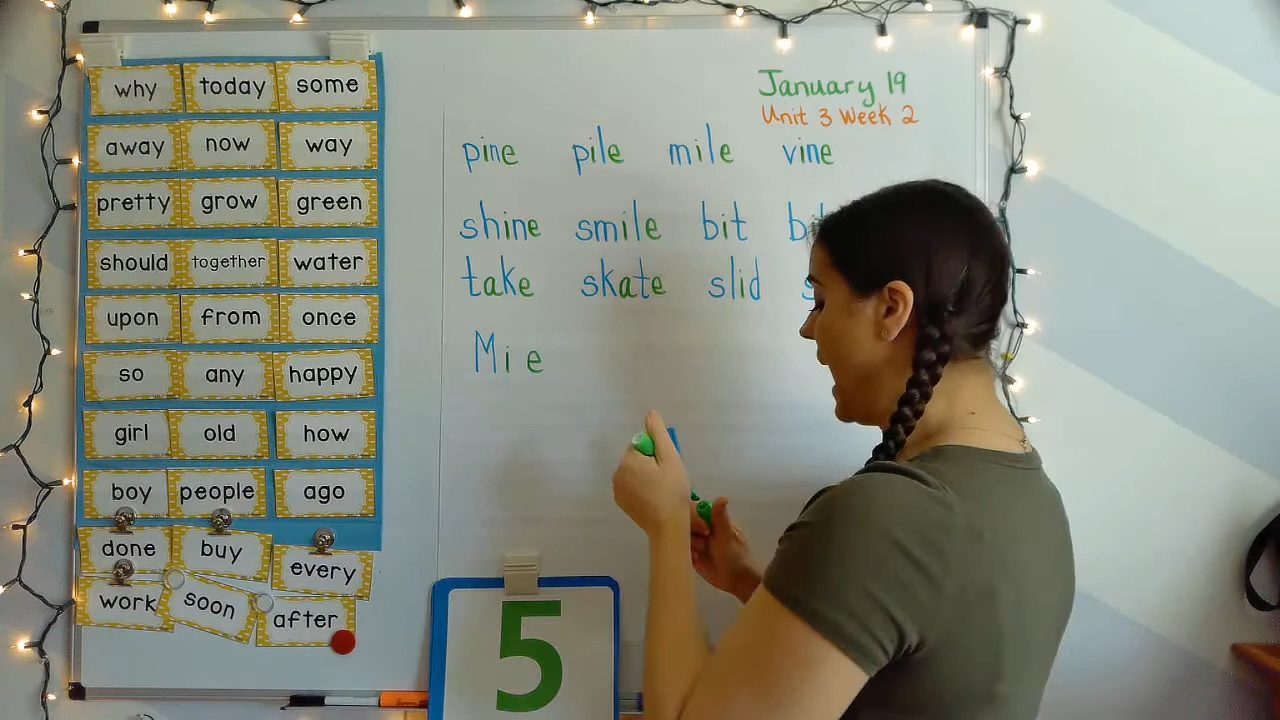 why today some
away now way
pretty grow green
should together water
upon from once
so any happy
girl old how
boy people ago
done buy every
work soon after
January 19
Unit 3 Week 2
pine pile mile vine
shine smile bit
take skate slid
Mi e
5